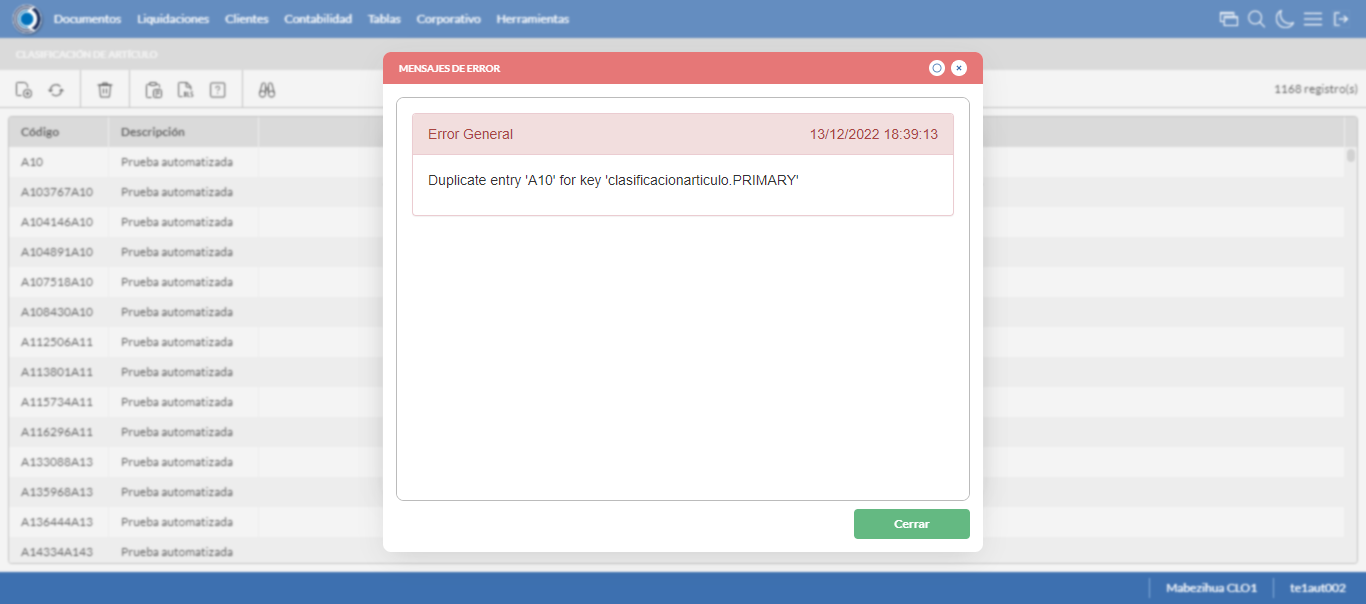 Documentos Liquidaciones Clientes Contabilidad Tablas Corporativo Herramientas
CLASIFICACIÓN DE ARTÍCULO
MENSAJES DE ERROR
1168 registro(s)
Error General 13/12/2022 18:39:13
Duplicate entry 'A10' for key 'clasificacionarticulo.PRIMARY'
Código Descripción
A10 Prueba automatizada
A103767A10 Prueba automatizada
A104146A10 Prueba automatizada
A104891A10 Prueba automatizada
A107518A10 Prueba automatizada
A108430A10 Prueba automatizada
A112506A11 Prueba automatizada
A113801A11 Prueba automatizada
A115734A11 Prueba automatizada
A116296A11 Prueba automatizada
A133088A13 Prueba automatizada
A135968A13 Prueba automatizada
A136444A13 Prueba automatizada
A14334A143 Prueba automatizada
Cerrar
Mabezihua CLO1 te1aut002